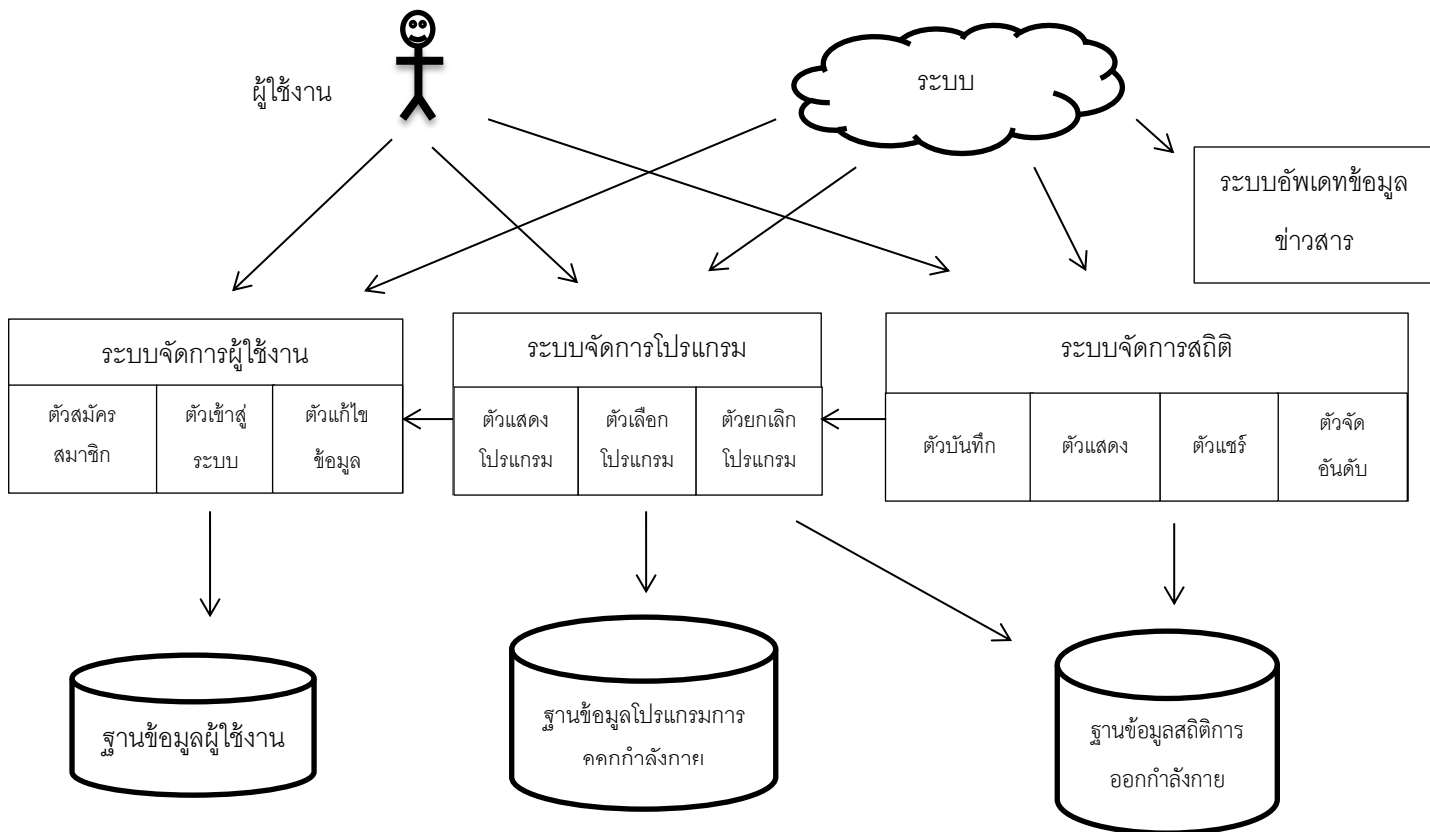 ผู้ใช้งาน
ระบบ
ระบบอัพเดทข้อมูล
ข่าวสาร
ระบบจัดการผู้ใช้งาน
ตัวสมัคร
สมาชิก
ตัวเข้าสู่
ระบบ
ตัวแก้ไข
ข้อมูล
ระบบจัดการโปรแกรม
ตัวแสดง
โปรแกรม
ตัวเลือก
โปรแกรม
ตัวยกเลิก
โปรแกรม
ระบบจัดการสถิติ
ตัวบันทึก
ตัวแสดง
ตัวแชร์
ตัวจัด
อันดับ
ฐานข้อมูลผู้ใช้งาน
ฐานข้อมูลโปรแกรมการ
คคกกำลังกาย
ฐานข้อมูลสถิติการ
ออกกำลังกาย